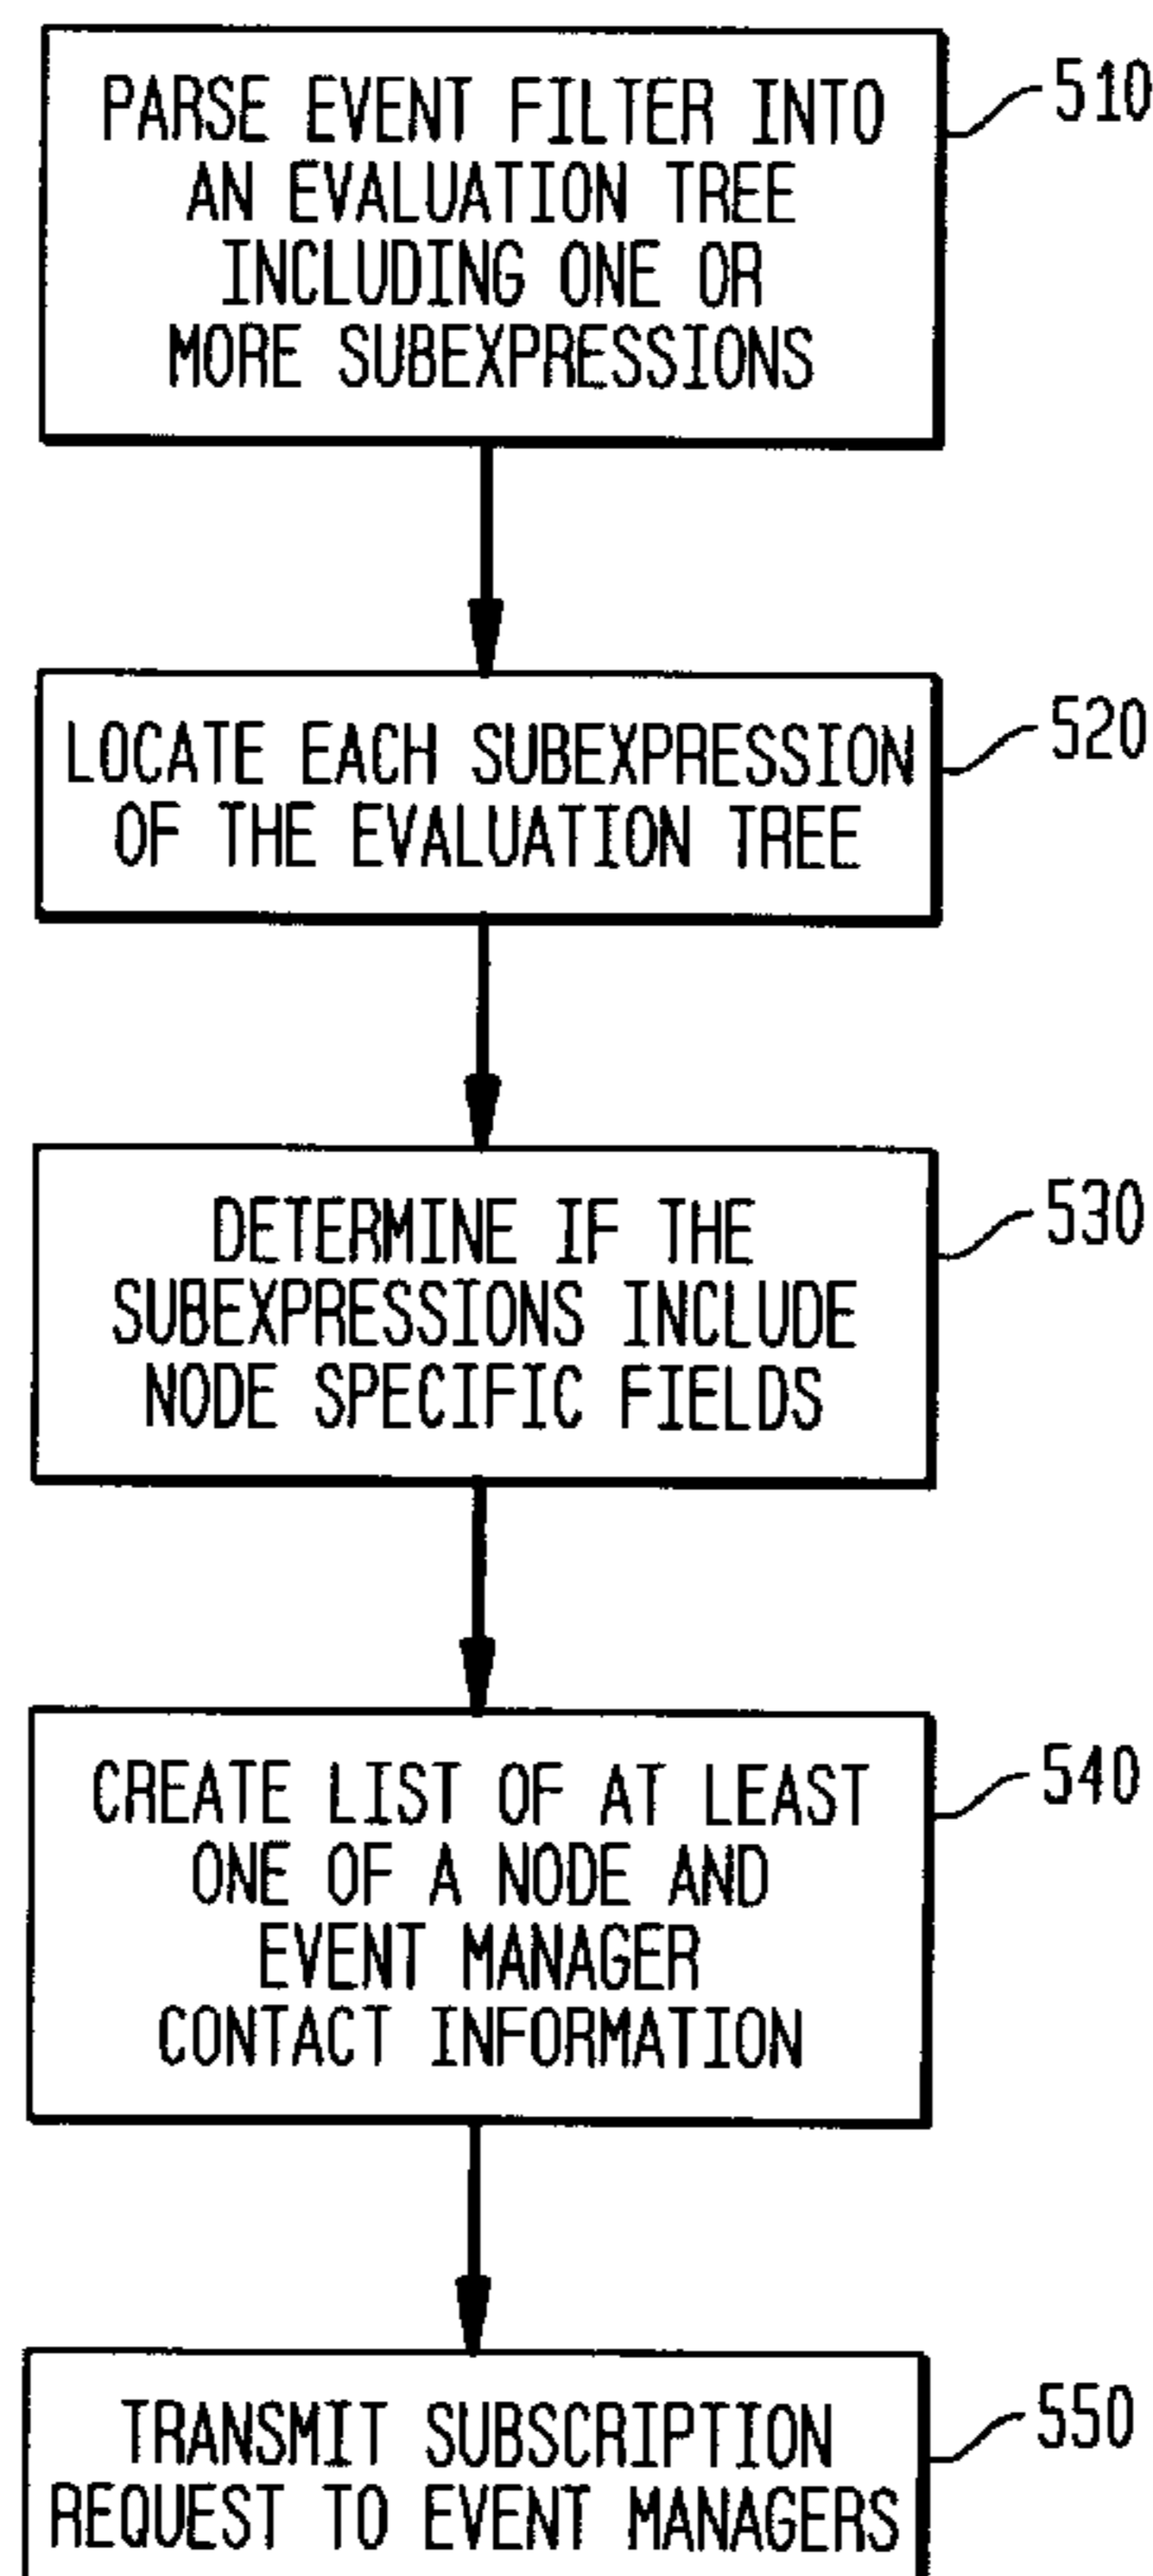 PARSE EVENT FILTER INTO
AN EVALUATION TREE
INCLUDING ONE OR
MORE SUBEXPRESSIONS
510
LOCATE EACH SUBEXPRESSION
OF THE EVALUATION TREE
520
DETERMINE IF THE
SUBEXPRESSIONS INCLUDE
NODE SPECIFIC FIELDS
530
CREATE LIST OF AT LEAST
ONE OF A NODE AND
EVENT MANAGER
CONTACT INFORMATION
540
TRANSMIT SUBSCRIPTION
REQUEST TO EVENT MANAGERS
550